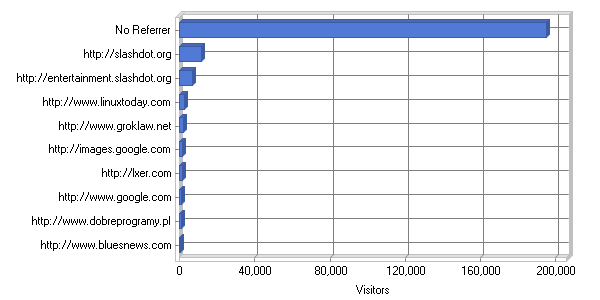 No Referrer
http://slashdot.org
http://entertainment.slashdot.org
http://www.linuxtoday.com
http://www.groklaw.net
http://images.google.com
http://lxer.com
http://www.google.com
http://www.dobreprogramy.pl
http://www.bluesnews.com
0 40,000 80,000 120,000 160,000 200,000
Visitors